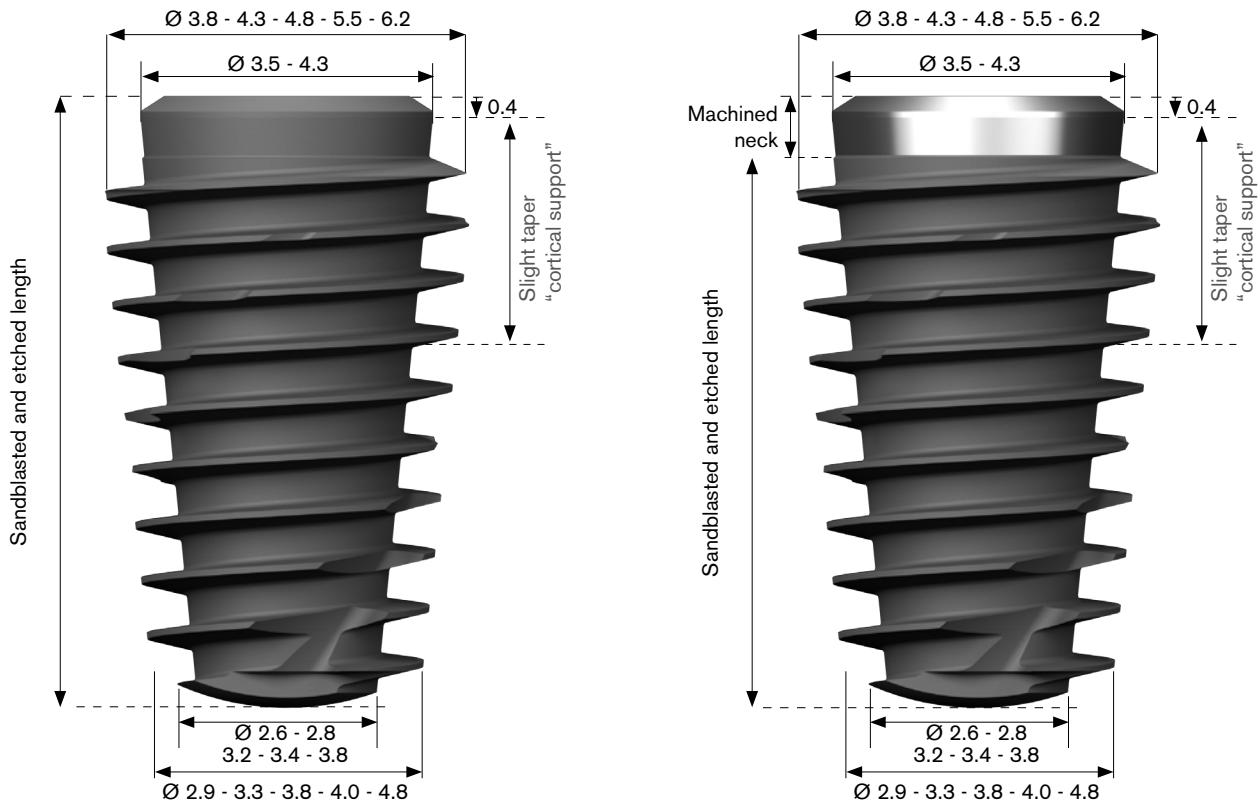 Ø 3.8 - 4.3 - 4.8 - 5.5 - 6.2
Ø 3.5 - 4.3
0.4
Slight taper
“cortical support”
Sandblasted and etched length
Ø 2.6 - 2.8
3.2 - 3.4 - 3.8
Ø 2.9 - 3.3 - 3.8 - 4.0 - 4.8
Ø 3.8 - 4.3 - 4.8 - 5.5 - 6.2
Ø 3.5 - 4.3
Machined
neck
0.4
Slight taper
“cortical support”
Sandblasted and etched length
Ø 2.6 - 2.8
3.2 - 3.4 - 3.8
Ø 2.9 - 3.3 - 3.8 - 4.0 - 4.8